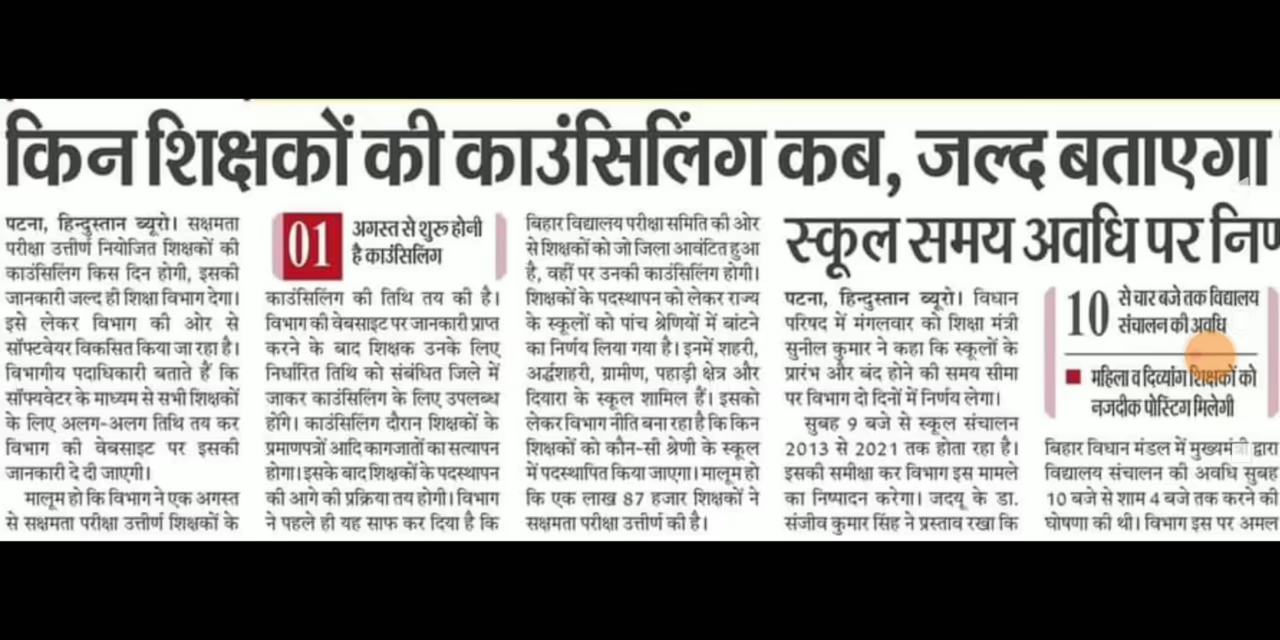 किन शिक्षकों की काउंसिलिंग कब, जल्द बताएगा
पटना, हिन्दुस्तान ब्यूरो। सक्षमता
परीक्षा उत्तीर्ण नियोजित शिक्षकों की
काउंसिलिंग किस दिन होगी, इसकी
जानकारी जल्द ही शिक्षा विभाग देगा।
इसे लेकर विभाग की ओर से
सॉफ्टवेयर विकसित किया जा रहा है।
विभागीय पदाधिकारी बताते हैं कि
सॉफ्यवेटर के माध्यम से सभी शिक्षकों
के लिए अलग-अलग तिथि तय कर
विभाग की वेबसाइट पर इसकी
जानकारी दे दी जाएगी।
मालूम हो कि विभाग ने एक अगस्त
से सक्षमता परीक्षा उत्तीर्ण शिक्षकों के
01 अगस्त से शुरू होनी
है काउंसिलिंग
काउंसिलिंग की तिथि तय की है।
विभाग की वेबसाइट पर जानकारी प्राप्त
करने के बाद शिक्षक उनके लिए
निर्धारित तिथि को संबंधित जिले में
जाकर काउंसिलिंग के लिए उपलब्ध
होंगे। काउंसिलिंग दौरान शिक्षकों के
प्रमाणपत्रों आदि कागजातों का सत्यापन
होगा। इसके बाद शिक्षकों के पदस्थापन
की आगे की प्रक्रिया तय होगी। विभाग
ने पहले ही यह साफ कर दिया है कि
बिहार विद्यालय परीक्षा समिति की ओर
से शिक्षकों को जो जिला आवंटित हुआ
है, वहीं पर उनकी काउंसिलिंग होगी।
शिक्षकों के पदस्थापन को लेकर राज्य
के स्कूलों को पांच श्रेणियों में बांटने
का निर्णय लिया गया है। इनमें शहरी,
अर्द्धशहरी, ग्रामीण, पहाड़ी क्षेत्र और
दियारा के स्कूल शामिल हैं। इसको
लेकर विभाग नीति बना रहा है कि किन
शिक्षकों को कौन-सी श्रेणी के स्कूल
में पदस्थापित किया जाएगा। मालूम हो
कि एक लाख 87 हजार शिक्षकों ने
सक्षमता परीक्षा उत्तीर्ण की है।
स्कूल समय अवधि पर
पटना, हिन्दुस्तान ब्यूरो। विधान
परिषद में मंगलवार को शिक्षा मंत्री
सुनील कुमार ने कहा कि स्कूलों के
प्रारंभ और बंद होने की समय सीमा
पर विभाग दो दिनों में निर्णय लेगा।
सुबह 9 बजे से स्कूल संचालन
2013 से 2021 तक होता रहा है।
इसकी समीक्षा कर विभाग इस मामले
का निष्पादन करेगा। जदयू के डा.
संजीव कुमार सिंह ने प्रस्ताव रखा कि
10 से चार बजे तक विद्यालय
संचालन की अवधि
महिला व दिव्यांग शिक्षकों को
नजदीक पोस्टिंग मिलेगी
बिहार विधान मंडल में मुख्यमंत्री द्वारा
विद्यालय संचालन की अवधि सुबह
10 बजे से शाम 4 बजे तक करने की
घोषणा की थी। विभाग इस पर अमल